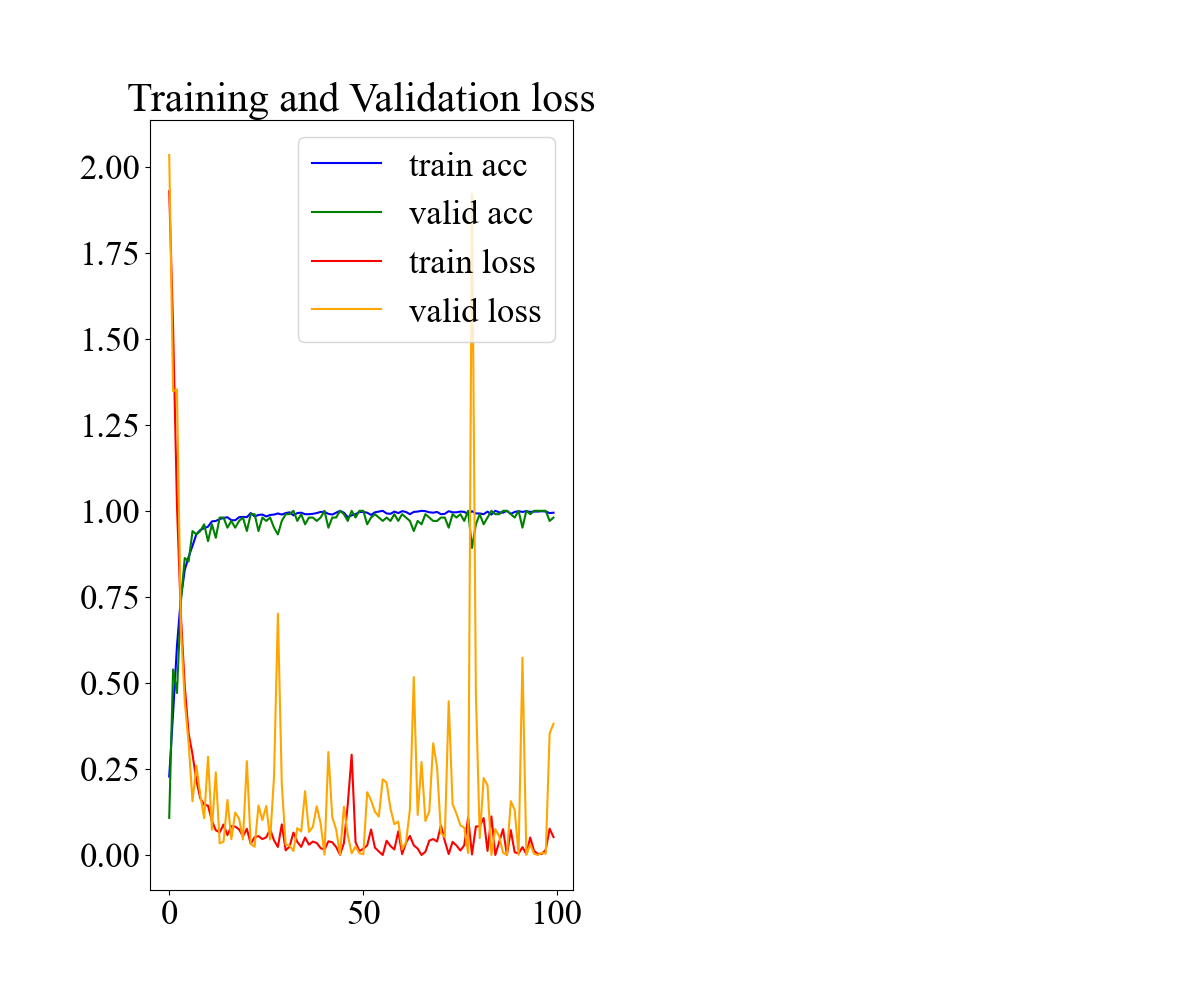 Training and Validation loss
train acc
valid acc
train loss
valid loss
2.00
1.75
1.50
1.25
1.00
0.75
0.50
0.25
0.00
0 50 100